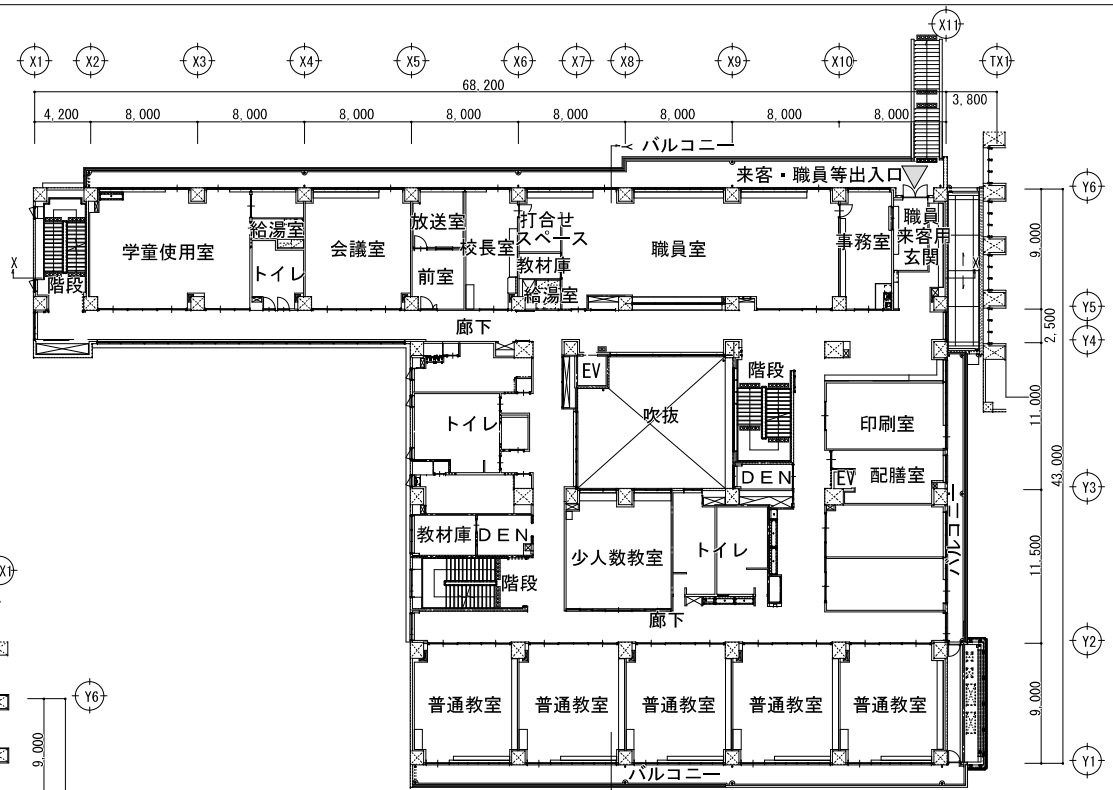 X11
X1 X2 X3 X4 X5 X6 X7 X8 X9 X10 TX1
68,200
3,800
4,200 8,000 8,000 8,000 8,000 8,000 8,000 8,000 8,000
バルコニー
来客・職員等出入口
Y6
学童使用室
給湯室
トイレ
会議室
放送室
前室
校長室
打合せ
スペース
教材庫
給湯室
職員室
事務室
職員
来客用
玄関
9,000
X
X
階段
Y5
廊下
2,500
Y4
EV
階段
吹抜
トイレ
印刷室
11,000
43,000
DEN
EV
配膳室
Y3
教材庫
DEN
少人数教室
トイレ
バルコニー
11,500
階段
廊下
Y2
X1
Y6
9,000
普通教室 普通教室 普通教室 普通教室 普通教室
9,000
バルコニー
Y1